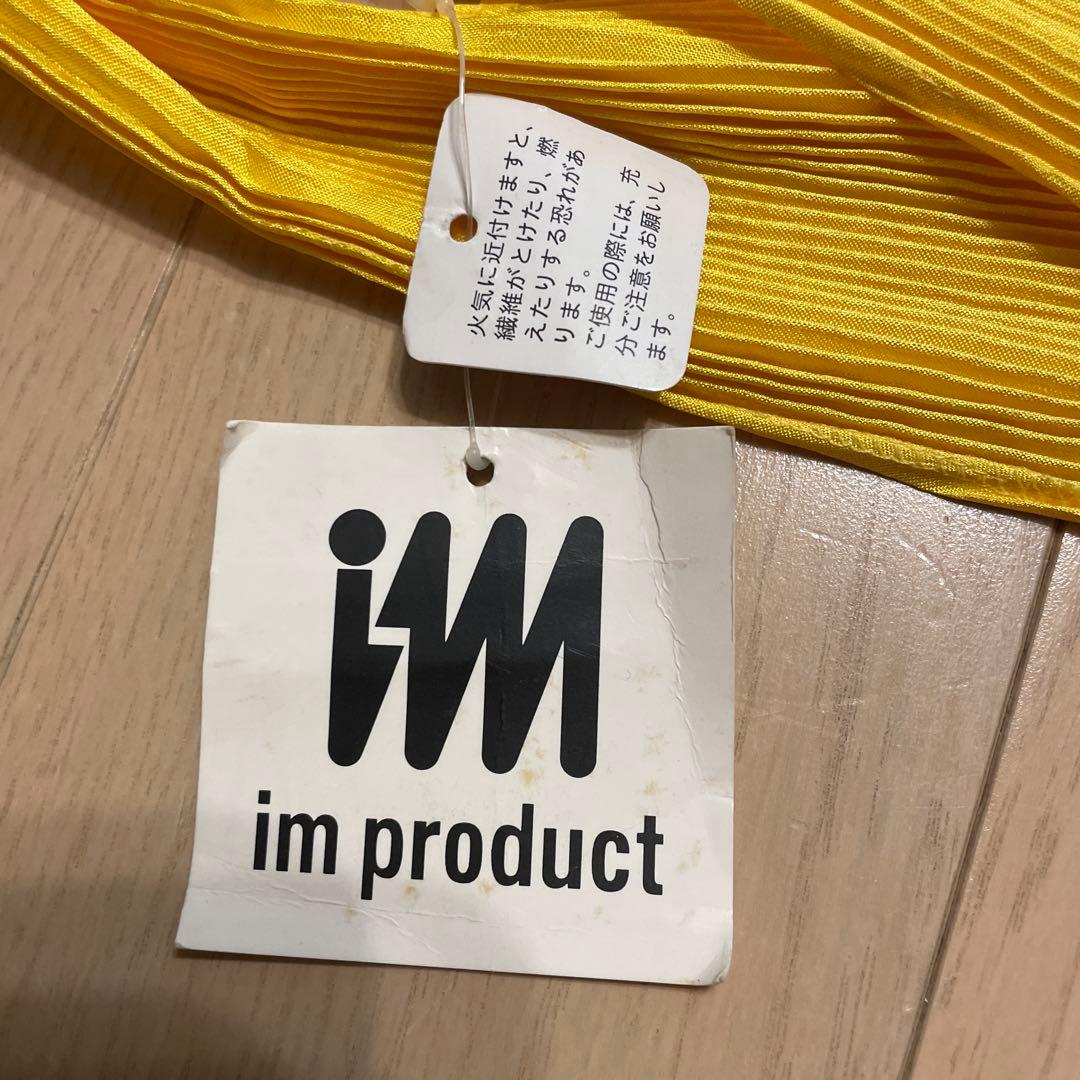 火気に近付けますと、
繊維がとけたり、燃
えたりする恐れがあ
ります。
ご使用の際には、充
分ご注意をお願いし
ます。
im
im product